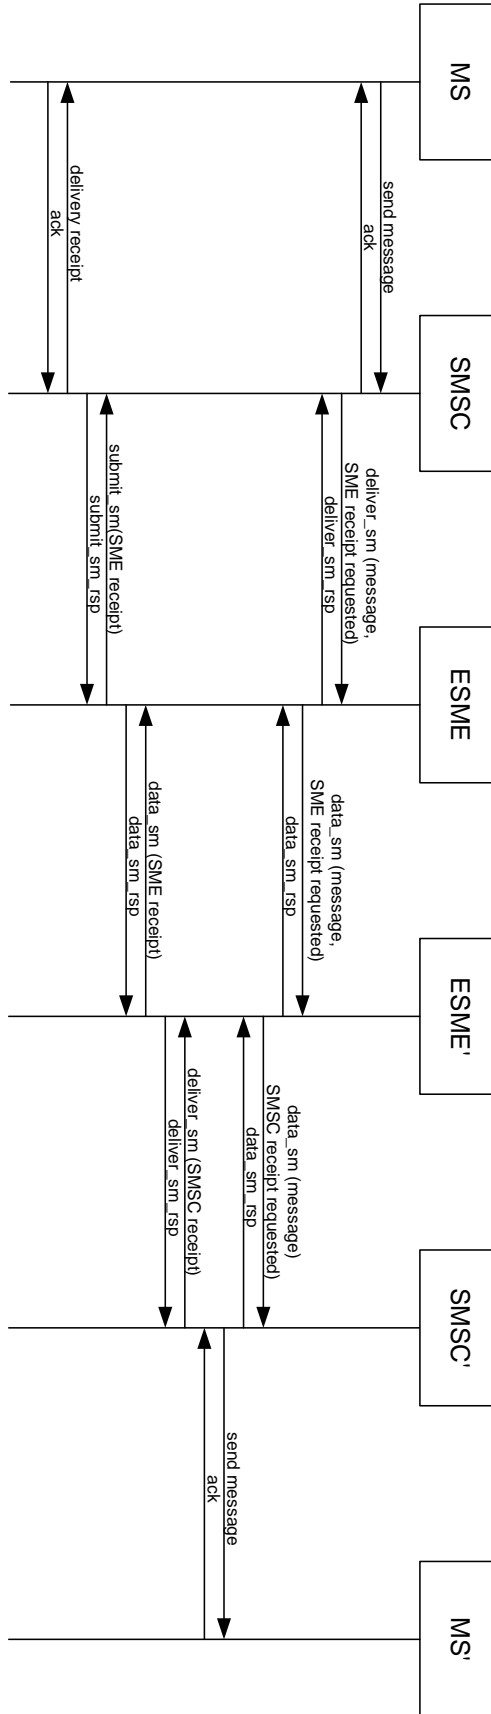 MS
SMSC
ESME
ESME'
SMSC'
MS'
send message
ack
deliver_sm (message,
SME receipt requested)
deliver_sm_rsp
data_sm (message,
SME receipt requested)
data_sm_rsp
data_sm (message)
SMSC receipt requested)
data_sm_rsp
send message
ack
deliver_sm (SMSC receipt)
deliver_sm_rsp
data_sm (SME receipt)
data_sm_rsp
submit_sm(SME receipt)
submit_sm_rsp
delivery receipt
ack